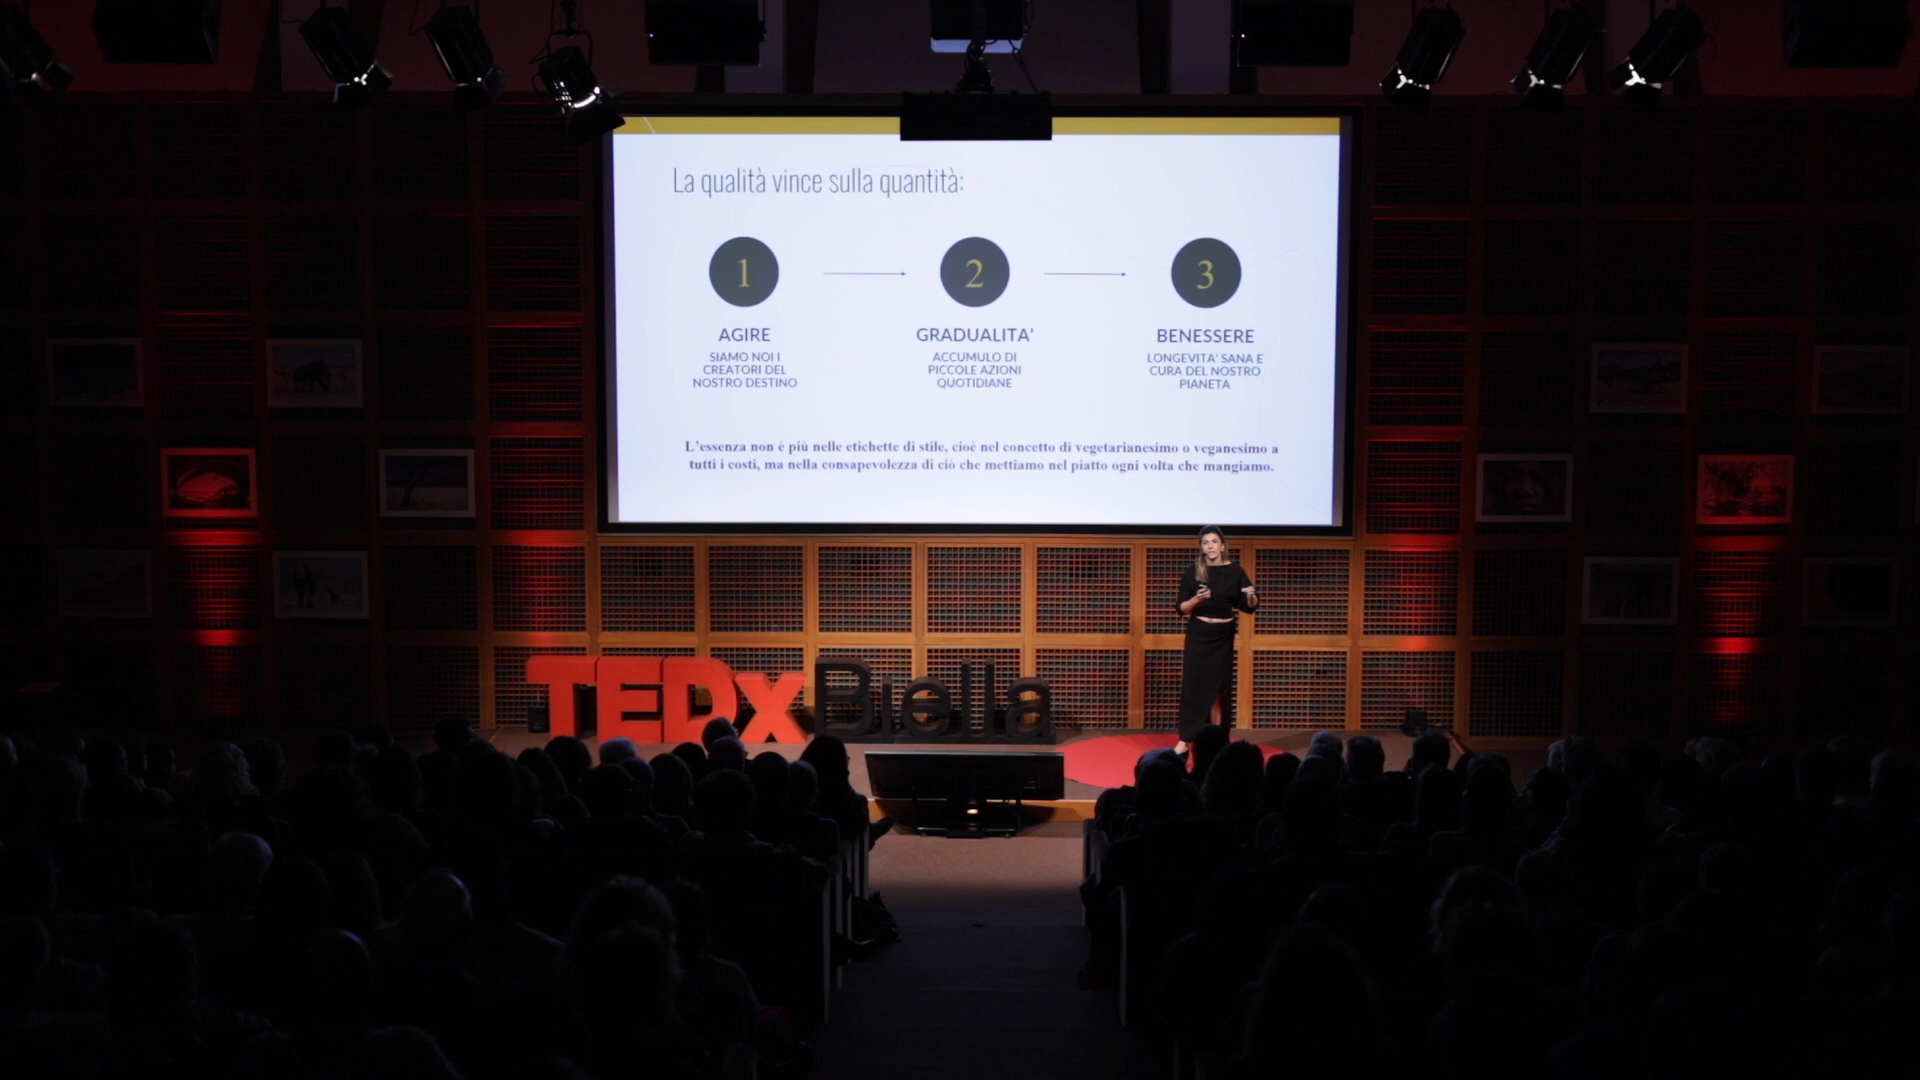 La qualità vince sulla quantità:
1
2
3
AGIRE
SIAMO NOI I
CREATORI DEL
NOSTRO DESTINO
GRADUALITA'
ACCUMULO DI
PICCOLE AZIONI
QUOTIDIANE
BENESSERE
LONGEVITA' SANA E
CURA DEL NOSTRO
PIANETA
L'essenza non è più nelle etichette di stile, cioè nel concetto di vegetarianesimo o veganesimo a
tutti i costi, ma nella consapevolezza di ciò che mettiamo nel piatto ogni volta che mangiamo.
TEDxBiella